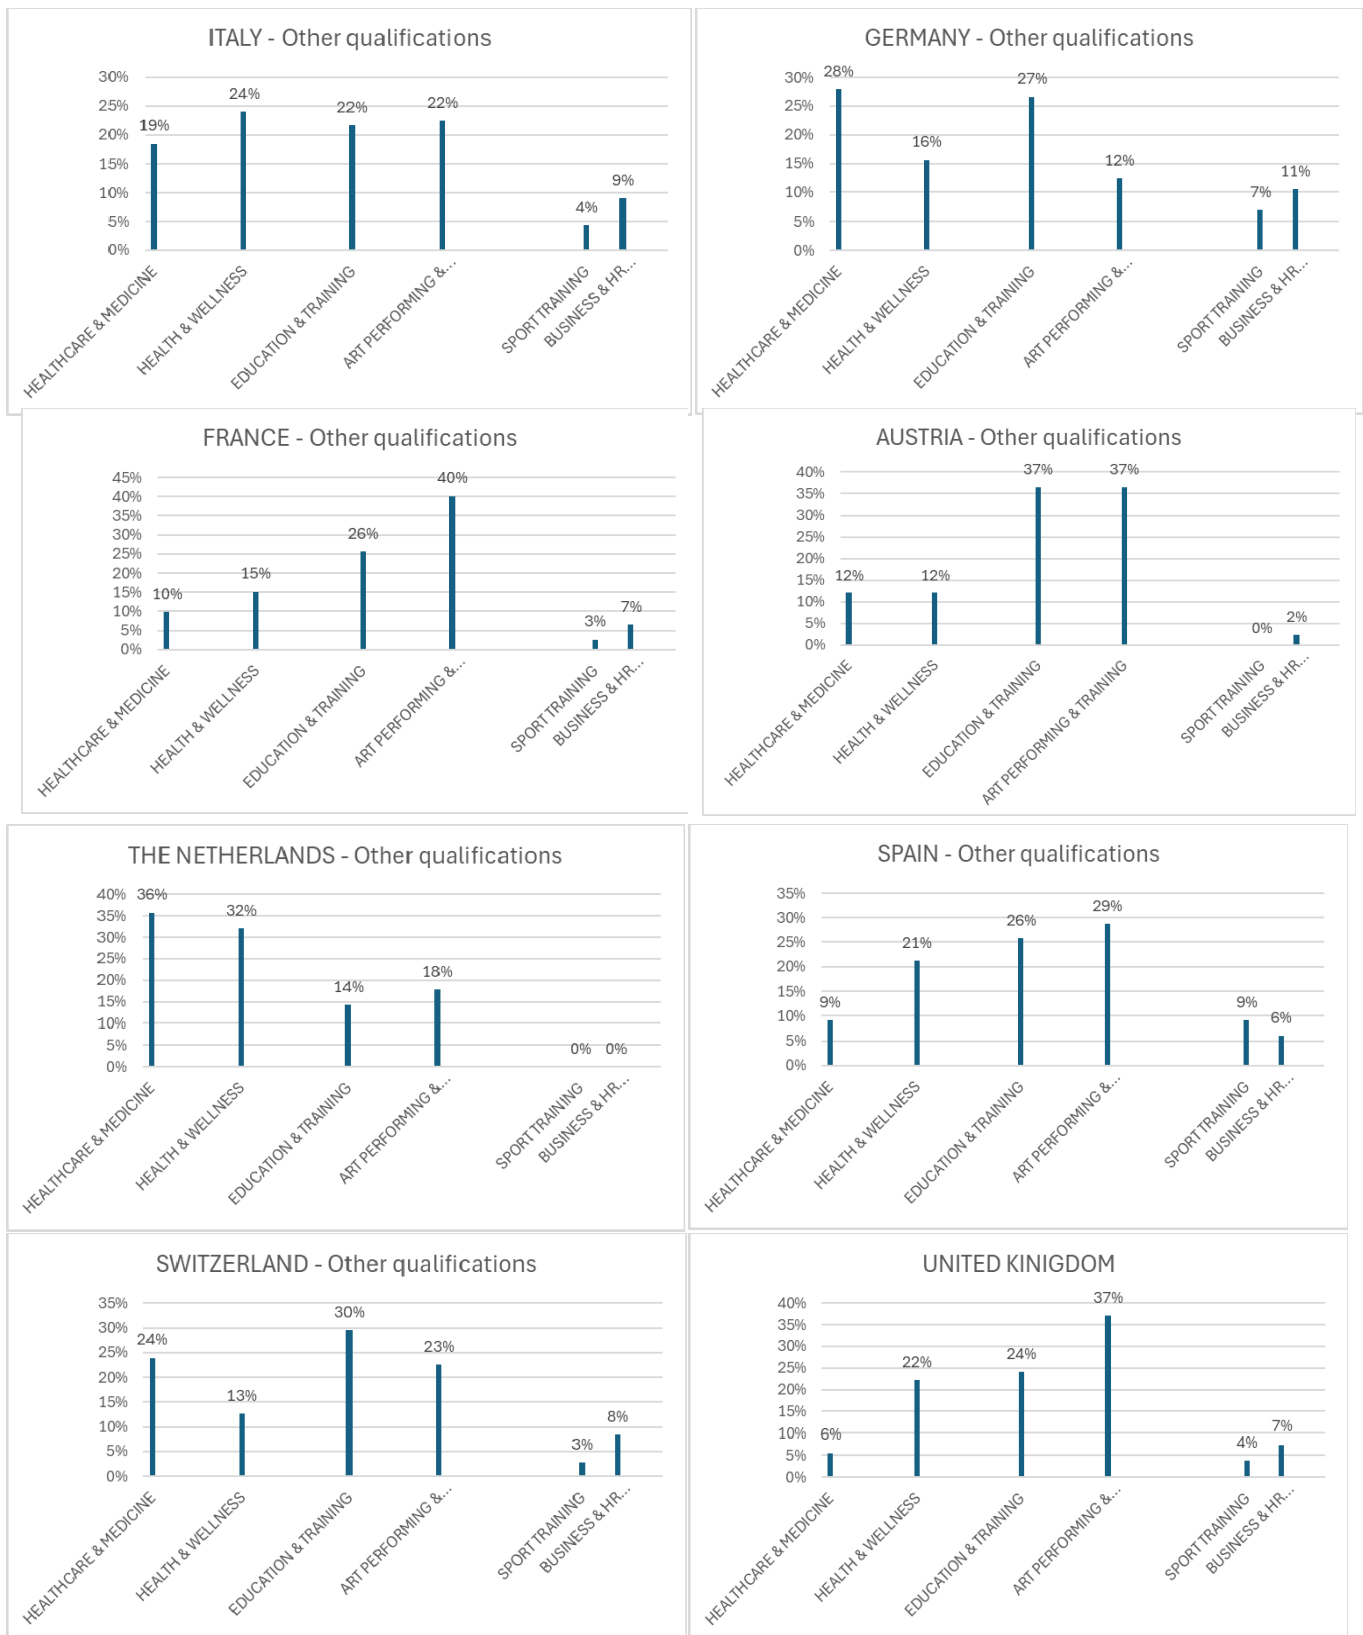 ITALY - Other qualifications
30%
25%
20%
15%
10%
5%
0%
19%
24%
22%
22%
4%
9%
HEALTHCARE & MEDICINE
HEALTH & WELLNESS
EDUCATION & TRAINING
ART PERFORMING &...
SPORT TRAINING
BUSINESS & HR...
GERMANY - Other qualifications
30%
25%
20%
15%
10%
5%
0%
28%
16%
27%
12%
7%
11%
HEALTHCARE & MEDICINE
HEALTH & WELLNESS
EDUCATION & TRAINING
ART PERFORMING &...
SPORT TRAINING
BUSINESS & HR...
FRANCE - Other qualifications
45%
40%
35%
30%
25%
20%
15%
10%
5%
0%
10%
15%
26%
40%
3%
7%
HEALTHCARE & MEDICINE
HEALTH & WELLNESS
EDUCATION & TRAINING
ART PERFORMING &...
SPORT TRAINING
BUSINESS & HR...
AUSTRIA - Other qualifications
40%
35%
30%
25%
20%
15%
10%
5%
0%
12%
12%
37%
37%
0%
2%
HEALTHCARE & MEDICINE
HEALTH & WELLNESS
EDUCATION & TRAINING
ART PERFORMING & TRAINING
SPORT TRAINING
BUSINESS & HR...
THE NETHERLANDS - Other qualifications
40%
35%
30%
25%
20%
15%
10%
5%
0%
36%
32%
14%
18%
0%
0%
HEALTHCARE & MEDICINE
HEALTH & WELLNESS
EDUCATION & TRAINING
ART PERFORMING &...
SPORT TRAINING
BUSINESS & HR...
SPAIN - Other qualifications
35%
30%
25%
20%
15%
10%
5%
0%
9%
21%
26%
29%
9%
6%
HEALTHCARE & MEDICINE
HEALTH & WELLNESS
EDUCATION & TRAINING
ART PERFORMING &...
SPORT TRAINING
BUSINESS & HR...
SWITZERLAND - Other qualifications
35%
30%
25%
20%
15%
10%
5%
0%
24%
13%
30%
23%
3%
8%
HEALTHCARE & MEDICINE
HEALTH & WELLNESS
EDUCATION & TRAINING
ART PERFORMING &...
SPORT TRAINING
BUSINESS & HR...
UNITED KINIGDOM
40%
35%
30%
25%
20%
15%
10%
5%
0%
6%
22%
24%
37%
4%
7%
HEALTHCARE & MEDICINE
HEALTH & WELLNESS
EDUCATION & TRAINING
ART PERFORMING &...
SPORT TRAINING
BUSINESS & HR...